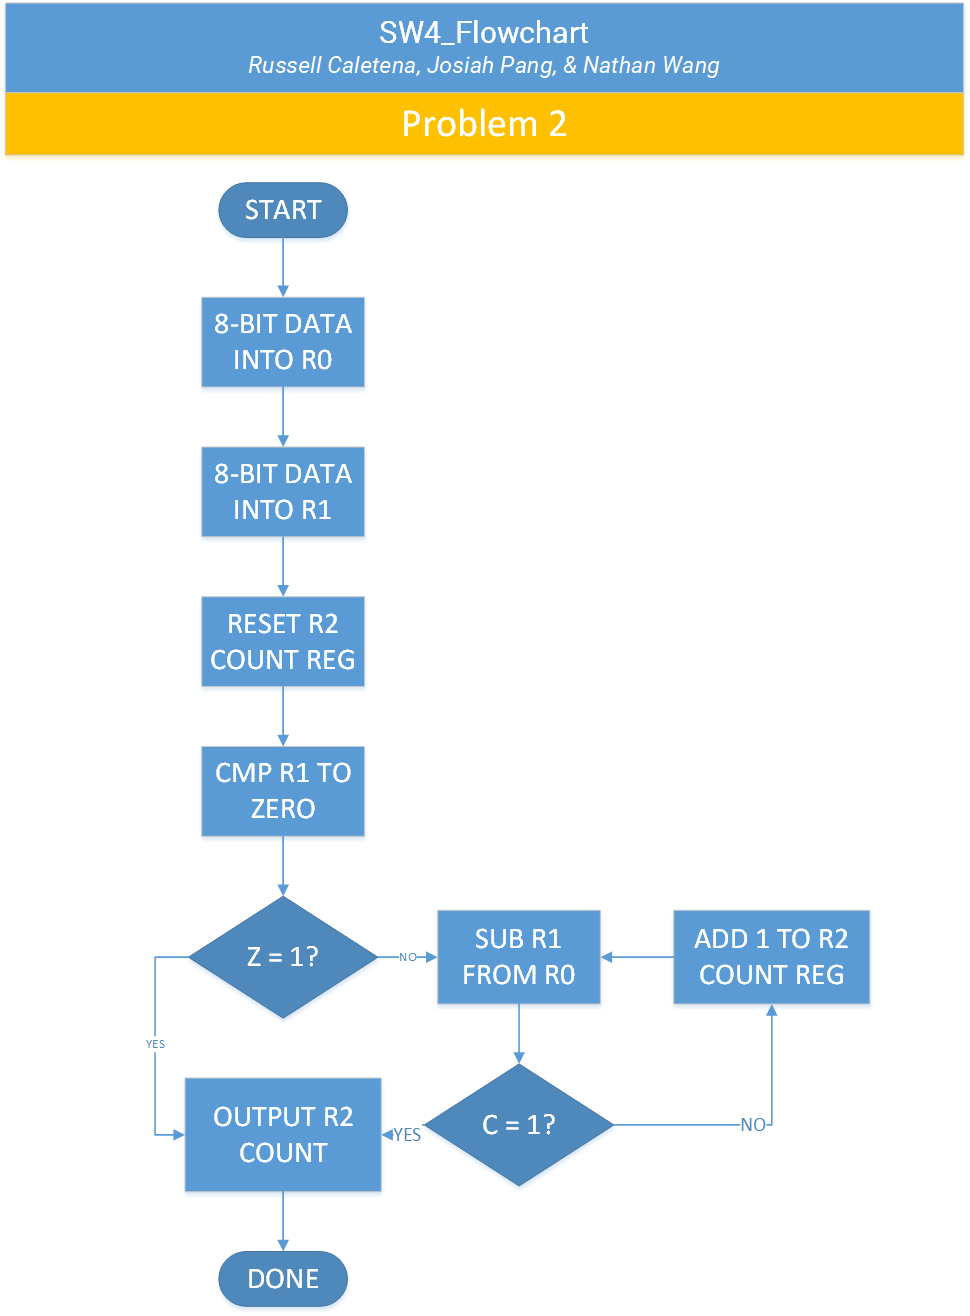 SW4_Flowchart
Russell Caletena, Josiah Pang, & Nathan Wang
Problem 2
START
8-BIT DATA
INTO R0
8-BIT DATA
INTO R1
RESET R2
COUNT REG
CMP R1 TO
ZERO
Z = 1?
NO
SUB R1
FROM R0
ADD 1 TO R2
COUNT REG
YES
OUTPUT R2
COUNT
YES
C = 1?
NO
DONE